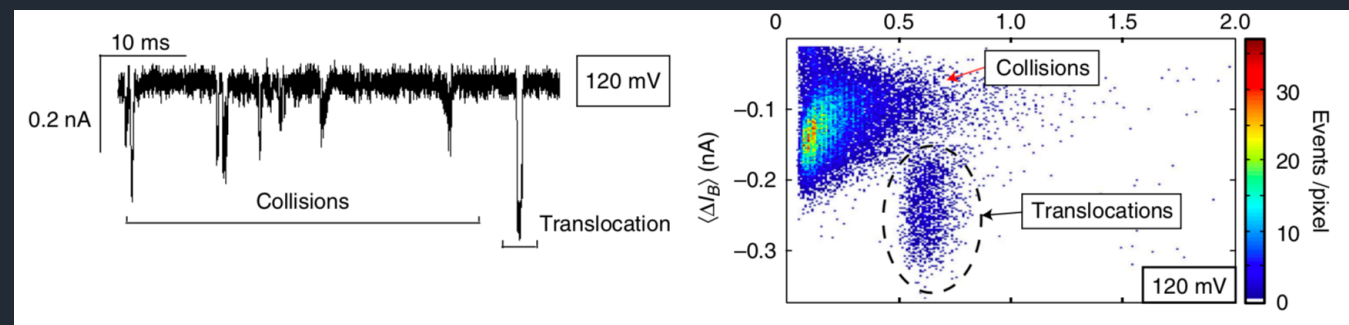 10 ms
0.2 nA
120 mV
Collisions
Translocation
0 0.5 1.0 1.5 2.0
Collisions
−0.1
−0.2
−0.3
⟨ΔI_B⟩ (nA)
Translocations
120 mV
30
20
10
0
Events /pixel